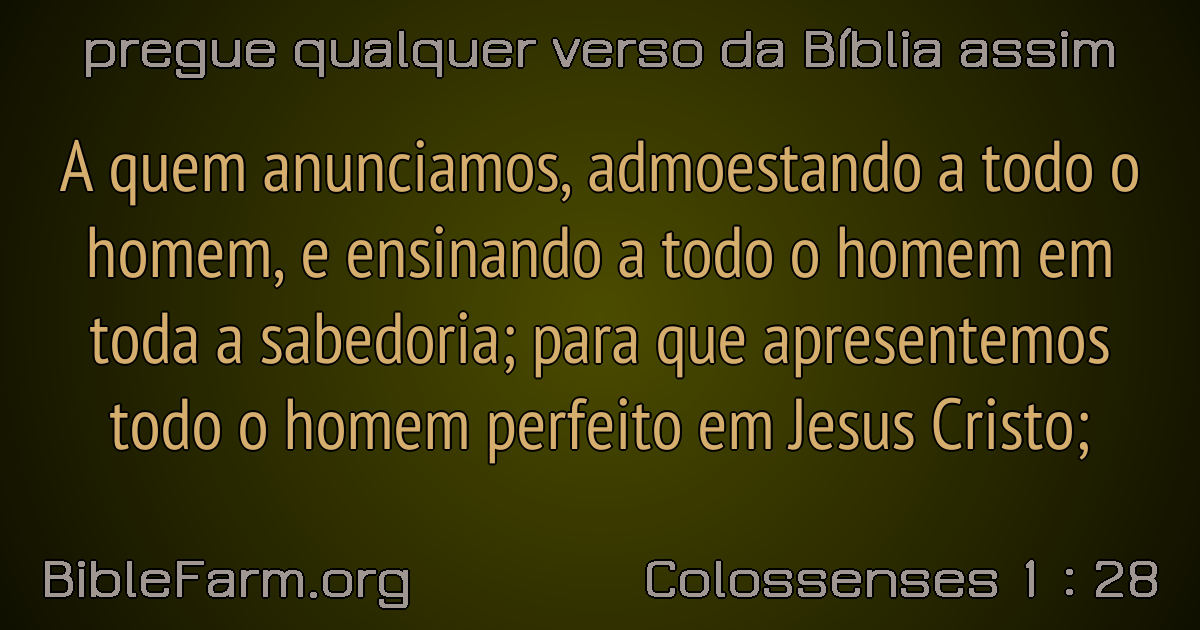 pregue qualquer verso da Bíblia assim
A quem anunciamos, admoestando a todo o
homem, e ensinando a todo o homem em
toda a sabedoria; para que apresentemos
todo o homem perfeito em Jesus Cristo;
BibleFarm.org
Colossenses 1 : 28